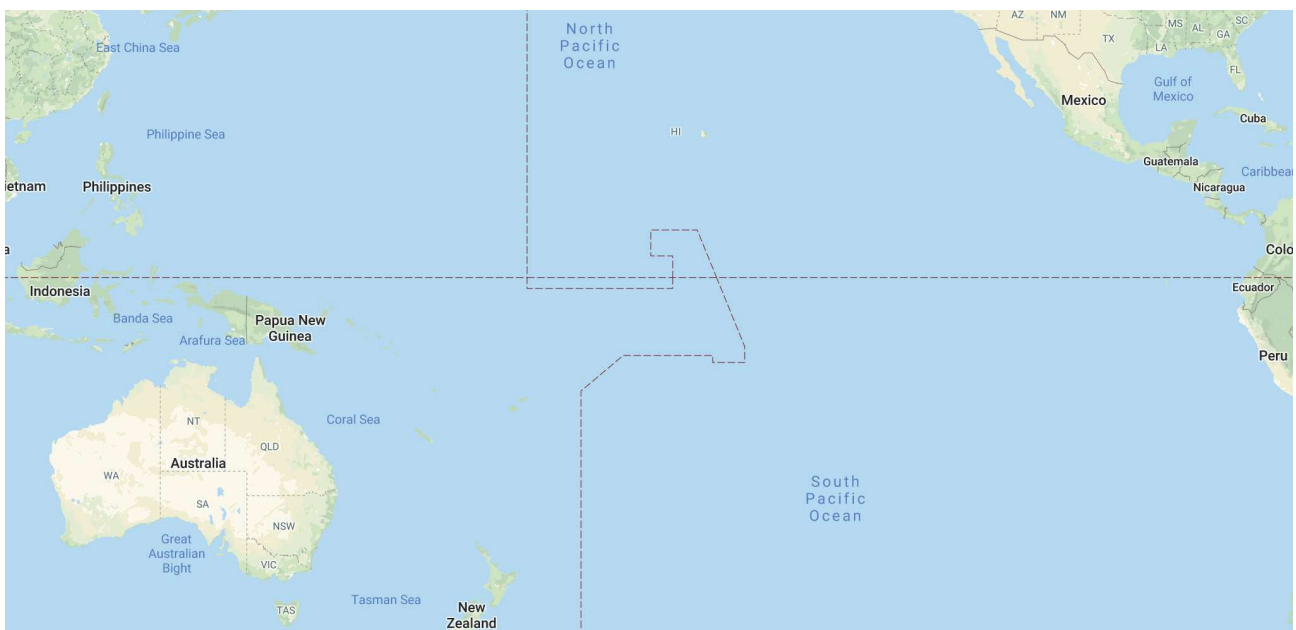 AZ
NM
MS
AL
GA
SC
North
Pacific
Ocean
East China Sea
TX
LA
FL
Gulf of
Mexico
Mexico
Cuba
HI
Philippine Sea
Guatemala
Caribbean
ietnam
Philippines
Nicaragua
a
Colo
Indonesia
Ecuador
Banda Sea
Papua New
Guinea
Arafura Sea
Peru
NT
Coral Sea
QLD
Australia
WA
SA
South
Pacific
Ocean
NSW
Great
Australian
Bight
VIC
Tasman Sea
TAS
New
Zealand